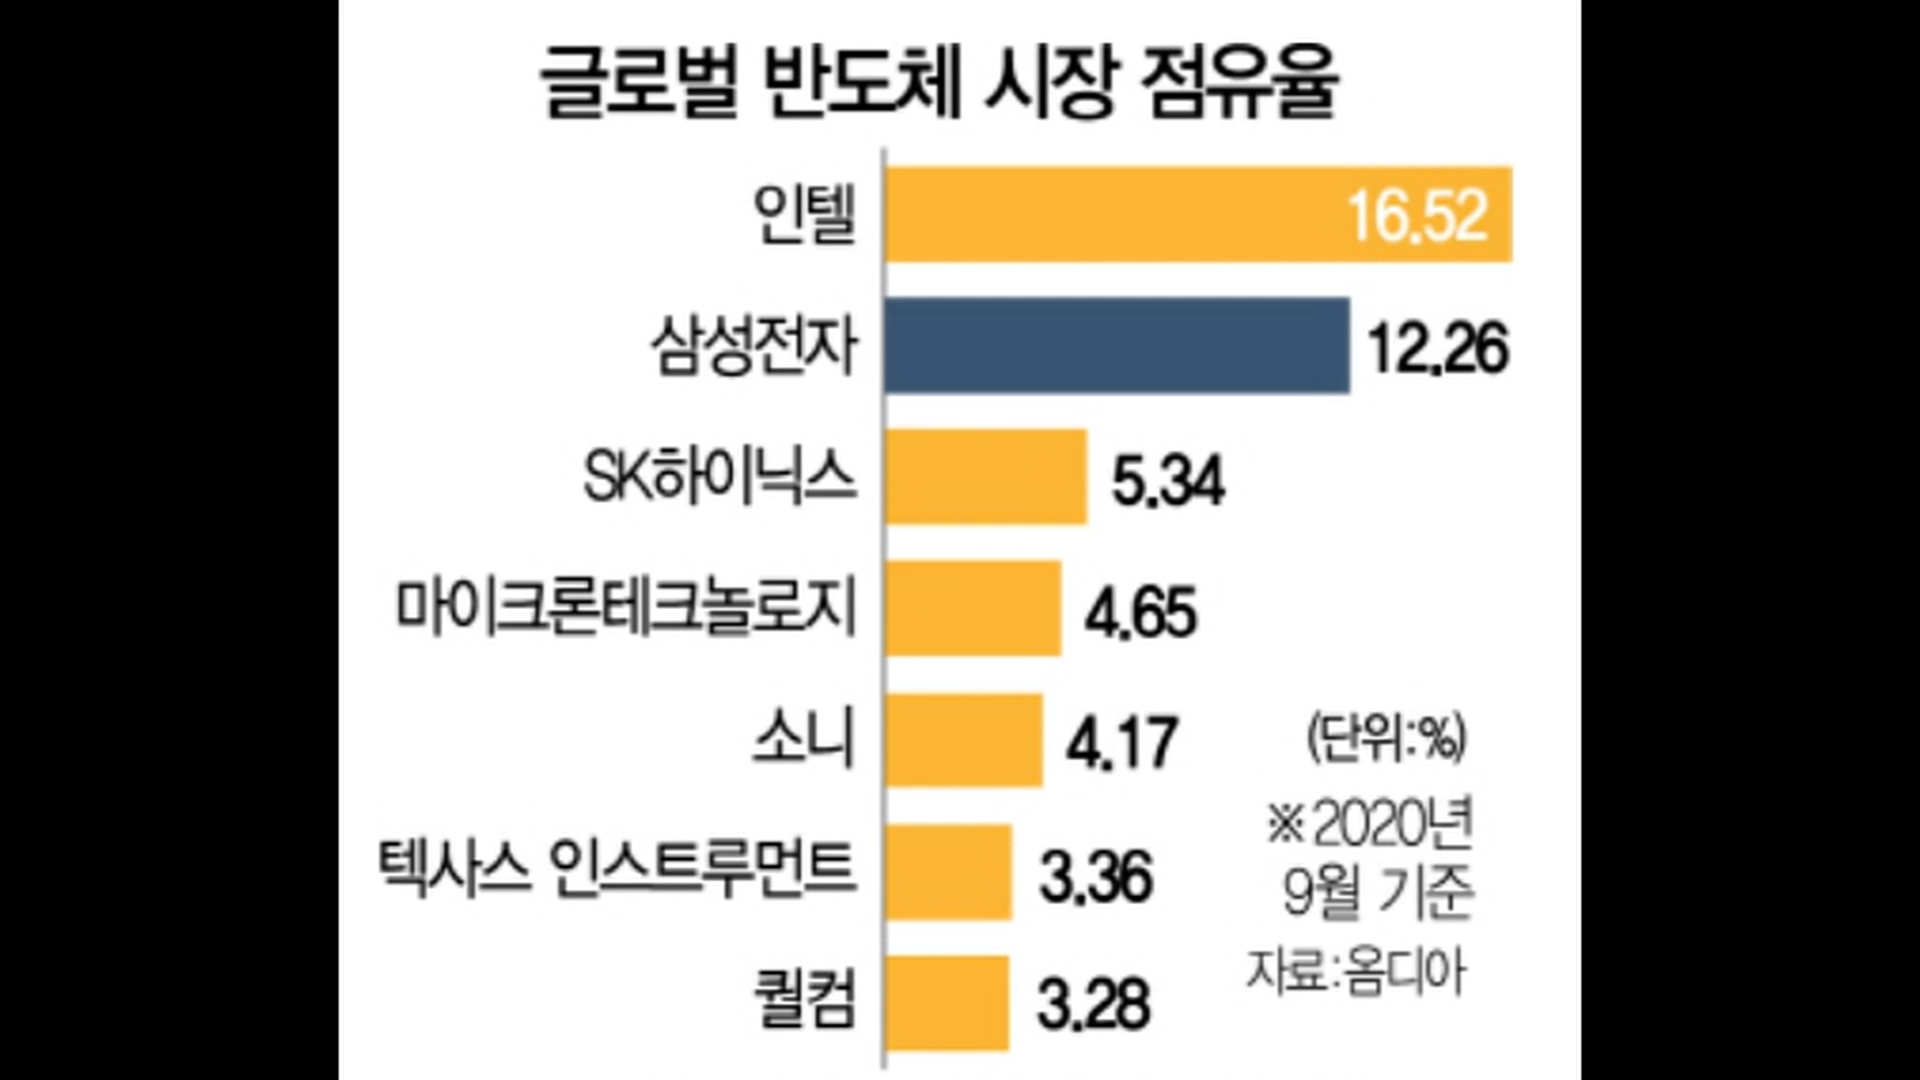 글로벌 반도체 시장 점유율
인텔 16.52
삼성전자 12.26
SK하이닉스 5.34
마이크론테크놀로지 4.65
소니 4.17
텍사스 인스트루먼트 3.36
퀄컴 3.28
(단위:%)
※2020년
9월 기준
자료:옴디아